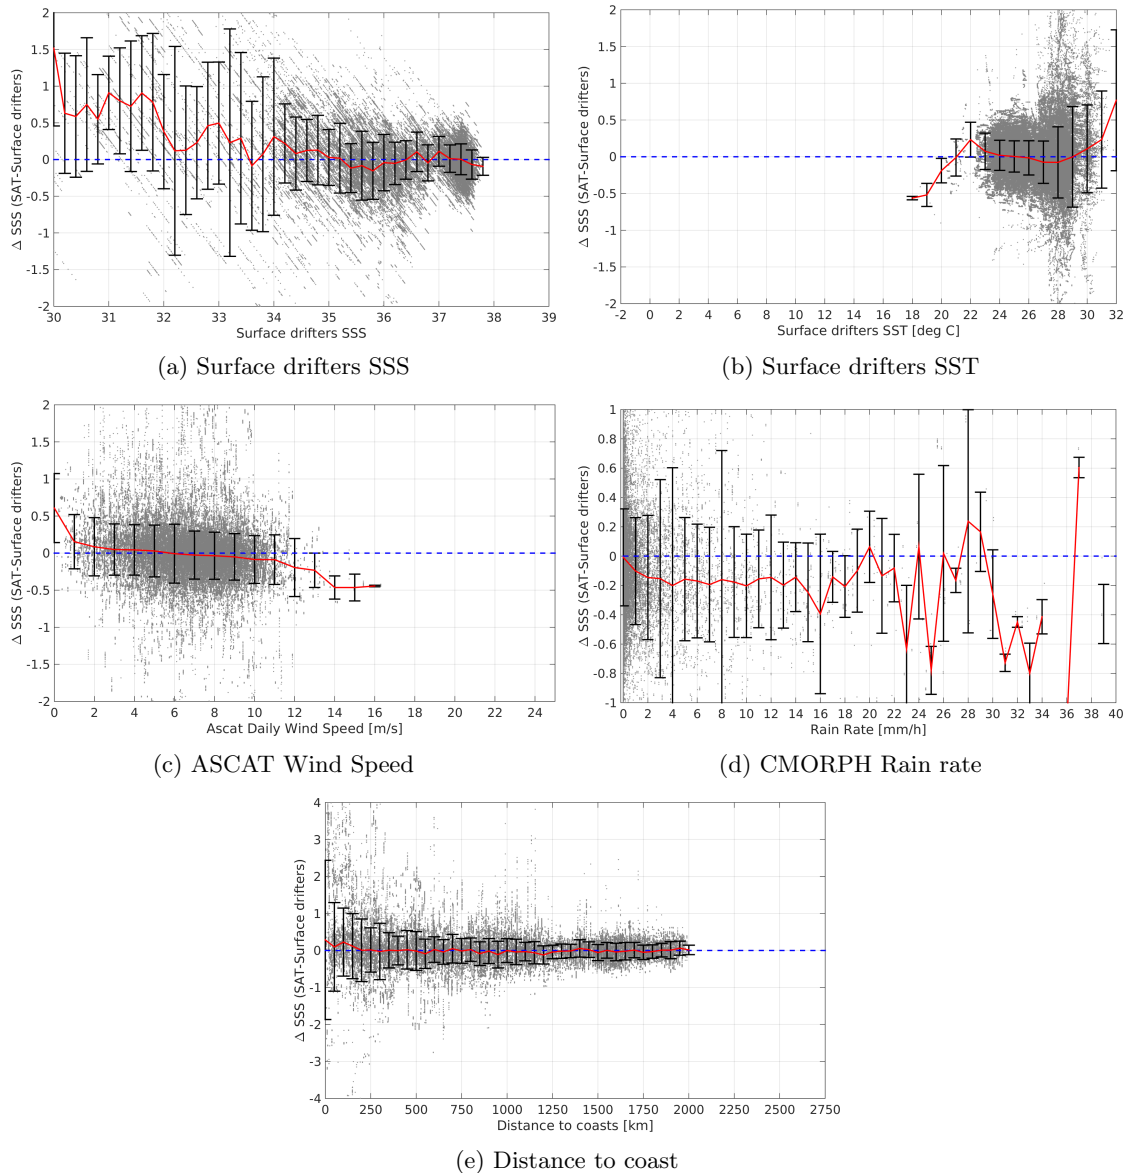 2
1.5
1
0.5
0
-0.5
-1
-1.5
-2
Δ SSS (SAT-Surface drifters)
30 31 32 33 34 35 36 37 38 39
Surface drifters SSS
(a) Surface drifters SSS
2
1.5
1
0.5
0
-0.5
-1
-1.5
-2
Δ SSS (SAT-Surface drifters)
-2 0 2 4 6 8 10 12 14 16 18 20 22 24 26 28 30 32
Surface drifters SST [deg C]
(b) Surface drifters SST
2
1.5
1
0.5
0
-0.5
-1
-1.5
-2
Δ SSS (SAT-Surface drifters)
0 2 4 6 8 10 12 14 16 18 20 22 24
Ascat Daily Wind Speed [m/s]
(c) ASCAT Wind Speed
1
0.8
0.6
0.4
0.2
0
-0.2
-0.4
-0.6
-0.8
-1
Δ SSS (SAT-Surface drifters)
0 2 4 6 8 10 12 14 16 18 20 22 24 26 28 30 32 34 36 38 40
Rain Rate [mm/h]
(d) CMORPH Rain rate
4
3
2
1
0
-1
-2
-3
-4
Δ SSS (SAT-Surface drifters)
0 250 500 750 1000 1250 1500 1750 2000 2250 2500 2750
Distance to coasts [km]
(e) Distance to coast